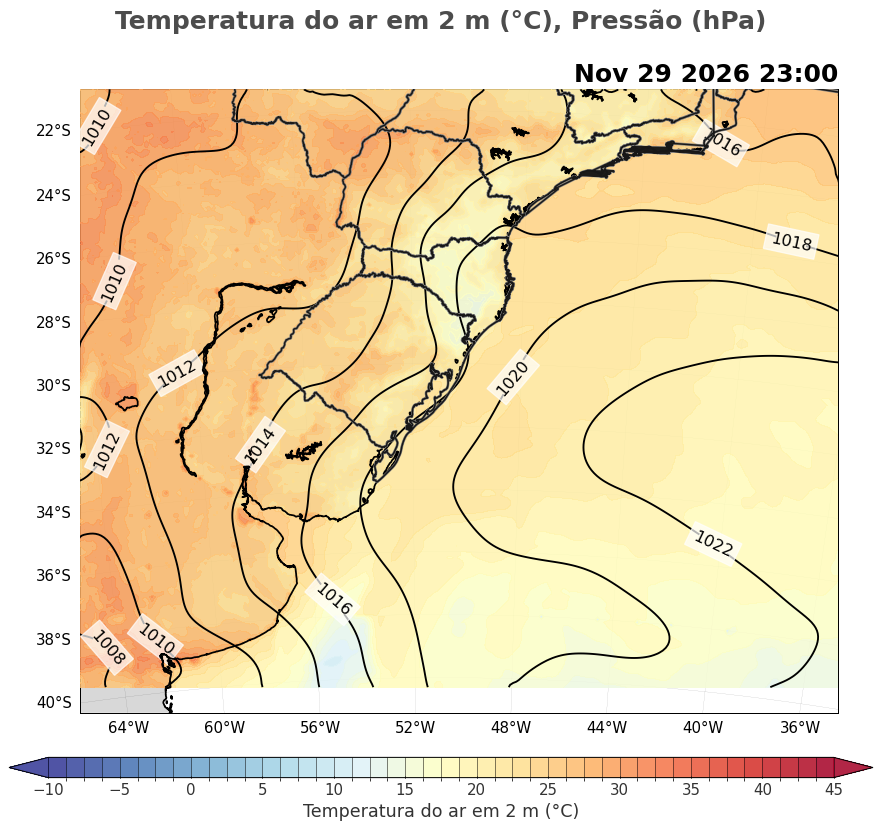 Temperatura do ar em 2 m (°C), Pressão (hPa)
Nov 29 2026 23:00
1010
1016
22°S
24°S
1018
26°S
1010
28°S
1012
1020
30°S
1012
1014
32°S
34°S
1022
36°S
1016
1008
1010
38°S
40°S
64°W 60°W 56°W 52°W 48°W 44°W 40°W 36°W
−10 −5 0 5 10 15 20 25 30 35 40 45
Temperatura do ar em 2 m (°C)